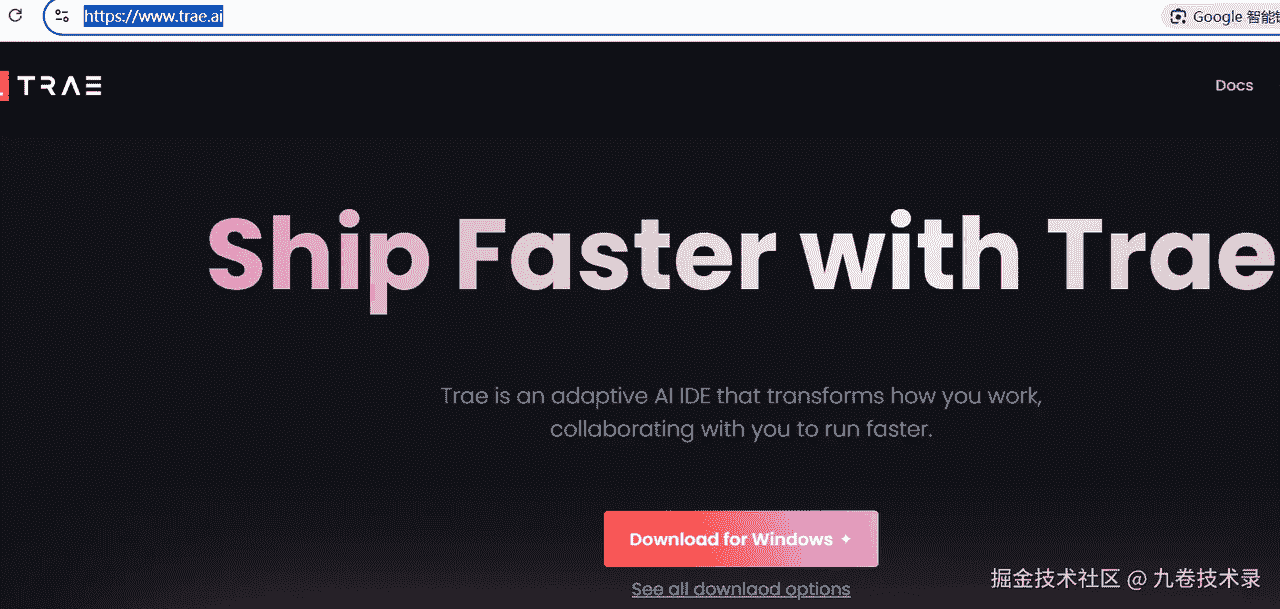 https://www.trae.ai
Google 智能
TRAE
Docs
Ship Faster with Trae
Trae is an adaptive AI IDE that transforms how you work,
collaborating with you to run faster.
Download for Windows
See all downlaod options
掘金技术社区 @ 九卷技术录